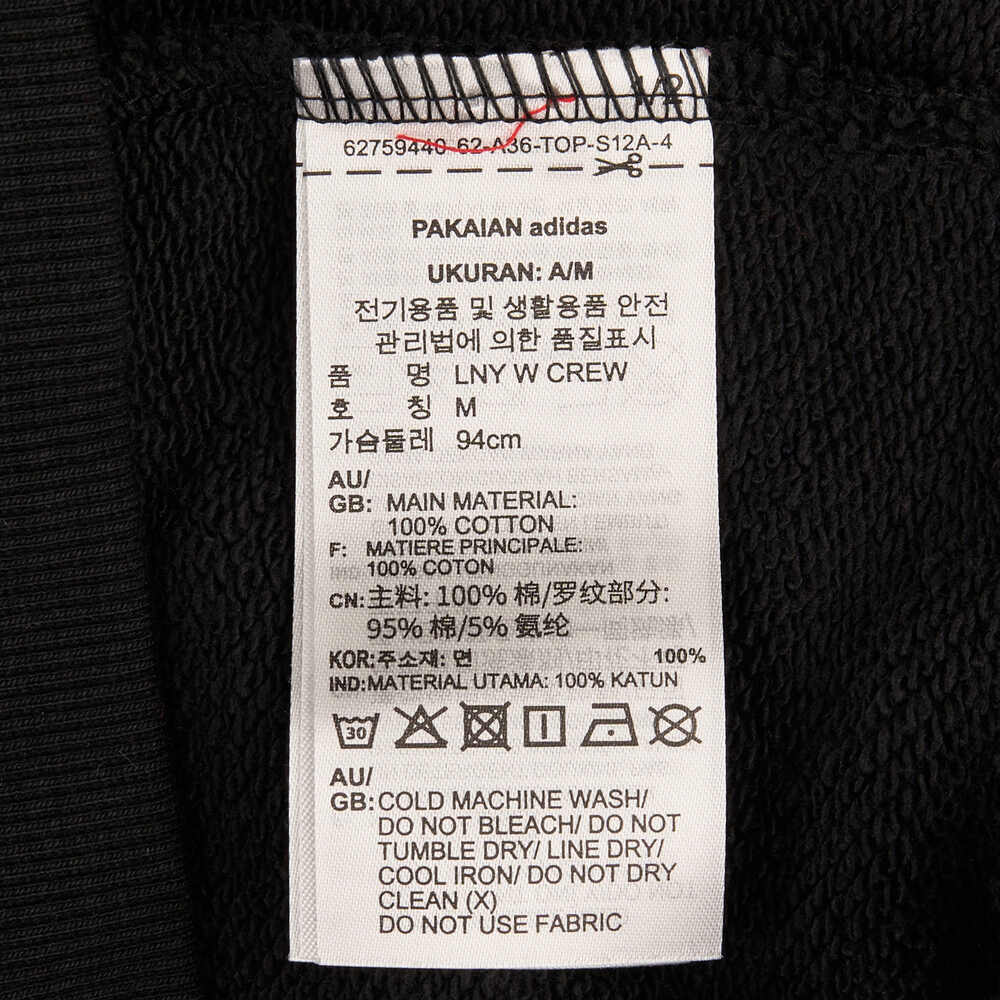 1/2
62759440-62-A36-TOP-S12A-4
PAKAIAN adidas
UKURAN: A/M
전기용품 및 생활용품 안전
관리법에 의한 품질표시
품 명 LNY W CREW
호 칭 M
가슴둘레 94cm
AU/
GB: MAIN MATERIAL:
100% COTTON
F: MATIERE PRINCIPALE:
100% COTON
CN:主料: 100% 棉/罗纹部分:
95% 棉/5% 氨纶
KOR:주소재: 면 100%
IND:MATERIAL UTAMA: 100% KATUN
30
AU/
GB:COLD MACHINE WASH/
DO NOT BLEACH/ DO NOT
TUMBLE DRY/ LINE DRY/
COOL IRON/ DO NOT DRY
CLEAN (X)
DO NOT USE FABRIC